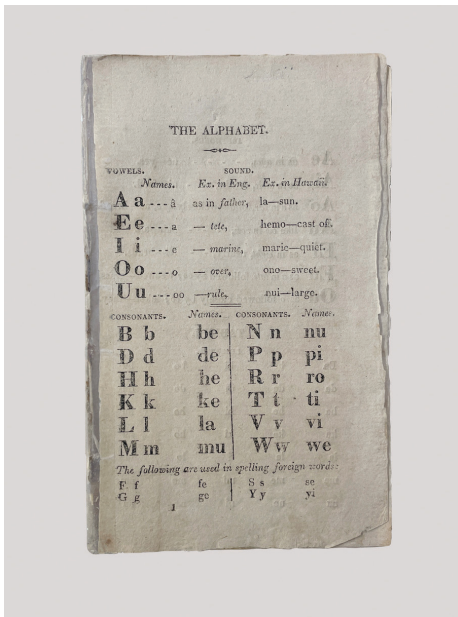 THE ALPHABET.
VOWELS. SOUND.
Names. Ex. in Eng. Ex. in Hawaii.
A a - - - â as in father, la—sun.
E e - - - a — tete, hemo—cast off.
I i - - - e — marine, marie—quiet.
O o - - - o — over, ono—sweet.
U u - - - oo —rule, nui—large.
CONSONANTS. Names. CONSONANTS. Names.
B b be N n nu
D d de P p pi
H h he R r ro
K k ke T t ti
L l la V v vi
M m mu W w we
The following are used in spelling foreign words:
F f fe S s se
G g ge Y y yi
1